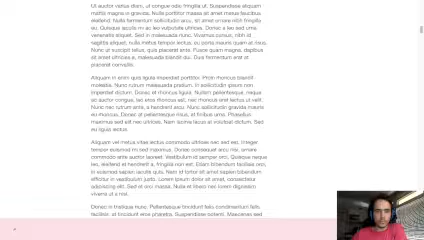 Ut auctor varius diam, ut congue odio fringilla ut. Suspendisse aliquam
mattis magna in gravida. Nulla porttitor massa sit amet metus faucibus
eleifend. Nulla fermentum sollicitudin arcu, sit amet ornare nibh fringilla
eu. Quisque iaculis mi ac leo vulputate ultrices. Donec a leo sed urna
venenatis aliquet. Sed in malesuada nunc. Vivamus cursus, nibh id
sagittis aliquet, nulla metus tempor lectus, eu porta mauris quam at risus.
Nunc ut suscipit tellus, quis placerat ante. Fusce quam magna, dapibus
sit amet ultrices a, malesuada blandit dui. Duis fermentum erat at
placerat convallis.
Aliquam in enim quis ligula imperdiet porttitor. Proin rhoncus blandit
molestie. Nunc rutrum malesuada pretium. In sollicitudin ipsum non
imperdiet dictum. Donec et rhoncus ligula. Nullam pellentesque, neque
sit auctor congue, leo eros rhoncus est, nec rhoncus erat lectus ut velit.
Nunc nec rutrum ante, a hendrerit arcu. Nunc sollicitudin gravida mauris
eu rhoncus. Donec vel pellentesque risus, at finibus urna. Phasellus
maximus sed elit nec ultrices. Nam lacinia lacus at volutpat dictum. Sed
eu ligula lectus.
Aliquam vel metus vitae lectus commodo ultrices nec sed est. Integer
tempor euismod mi sed maximus. Donec consequat arcu nisi, ornare
commodo ante auctor laoreet. Vestibulum id semper orci. Quisque neque
leo, eleifend et hendrerit a, fringilla non est. Etiam bibendum facilisis orci,
in euismod sapien iaculis quis. Nam et tortor sit amet sapien bibendum
efficitur in vestibulum justo. Lorem ipsum dolor sit amet, consectetur
adipiscing elit. Sed et orci massa. Nulla et libero nec lorem dignissim
viverra ut a nisi.
Donec in tristique nunc. Pellentesque tincidunt felis condimentum felis
facilisis, at tincidunt eros pharetra. Suspendisse potenti. Maecenas sed